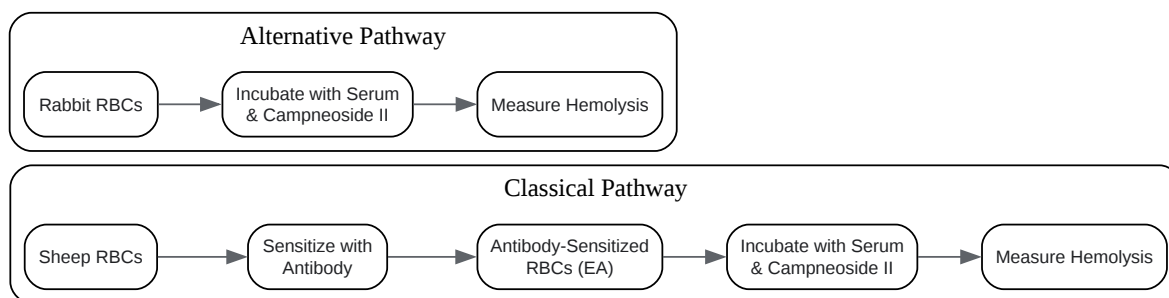 Alternative Pathway
Rabbit RBCs
Incubate with Serum
& Campneoside II
Measure Hemolysis
Classical Pathway
Sheep RBCs
Sensitize with
Antibody
Antibody-Sensitized
RBCs (EA)
Incubate with Serum
& Campneoside II
Measure Hemolysis